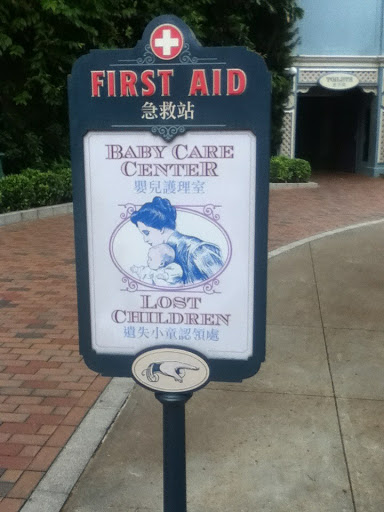 FIRST AID
急救站
BABY CARE
CENTER
嬰兒護理室
LOST
CHILDREN
遺失小童認領處
TOILETS